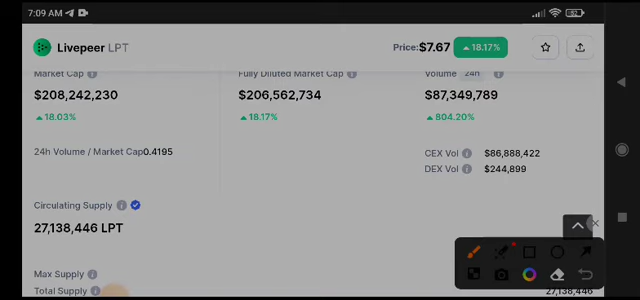 7:09 AM
62
Livepeer LPT
Price:$7.67 ▲18.17%
Market Cap
Fully Diluted Market Cap
Volume 24h
$208,242,230
$206,562,734
$87,349,789
▲18.03%
▲18.17%
▲804.20%
24h Volume / Market Cap0.4195
CEX Vol $86,888,422
DEX Vol $244,899
Circulating Supply
27,138,446 LPT
Max Supply
Total Supply
27,138,446